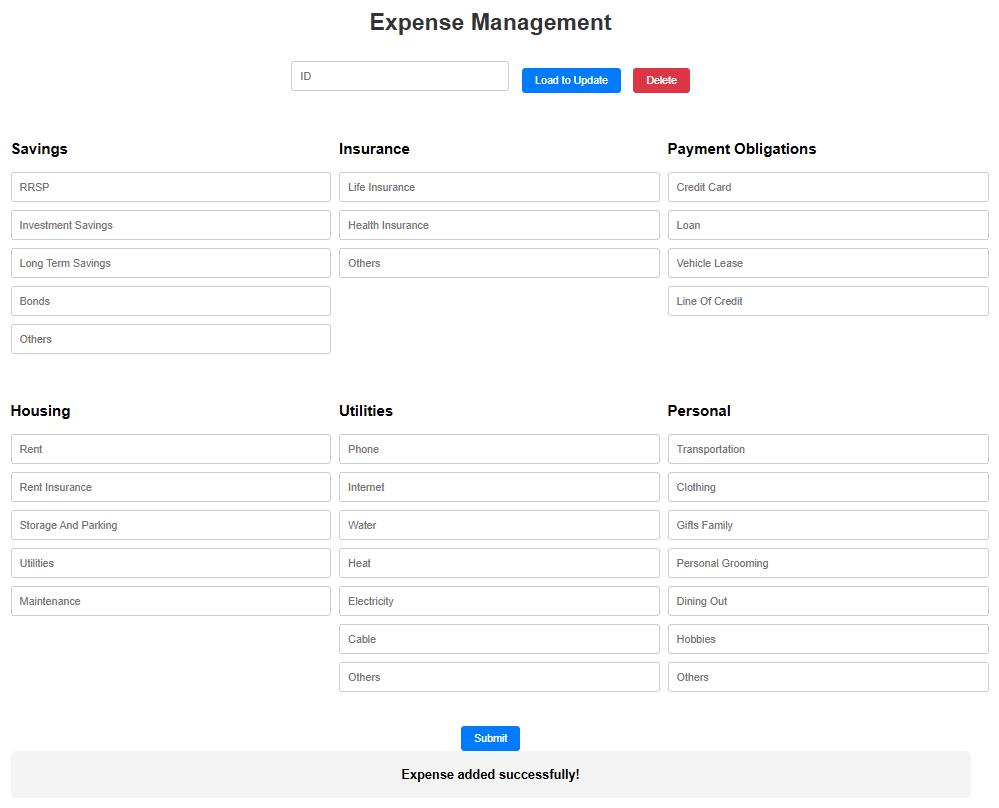 Expense Management
ID
Load to Update
Delete
Savings
RRSP
Investment Savings
Long Term Savings
Bonds
Others
Insurance
Life Insurance
Health Insurance
Others
Payment Obligations
Credit Card
Loan
Vehicle Lease
Line Of Credit
Housing
Rent
Rent Insurance
Storage And Parking
Utilities
Maintenance
Utilities
Phone
Internet
Water
Heat
Electricity
Cable
Others
Personal
Transportation
Clothing
Gifts Family
Personal Grooming
Dining Out
Hobbies
Others
Submit
Expense added successfully!